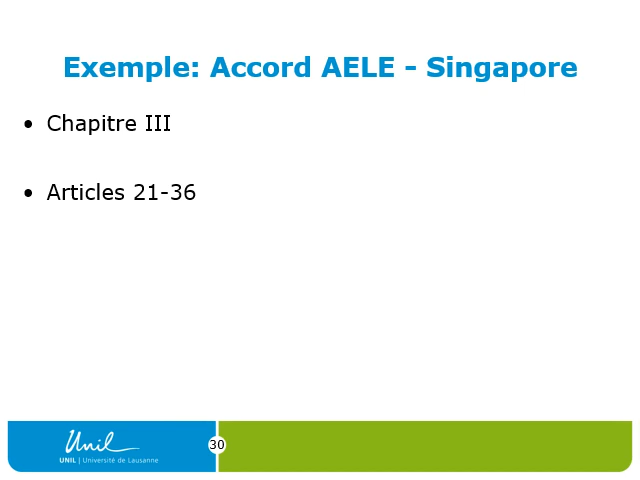 Exemple: Accord AELE - Singapore
• Chapitre III
• Articles 21-36
Unil
UNIL | Université de Lausanne
30